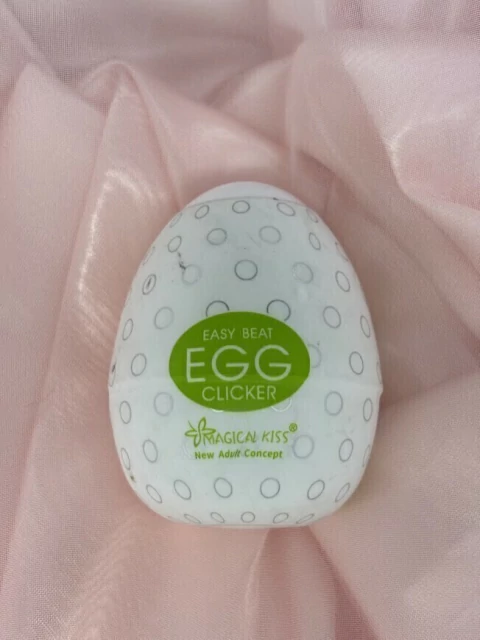 EASY BEAT
EGG
CLICKER
MAGICAL KISS®
New Adult Concept